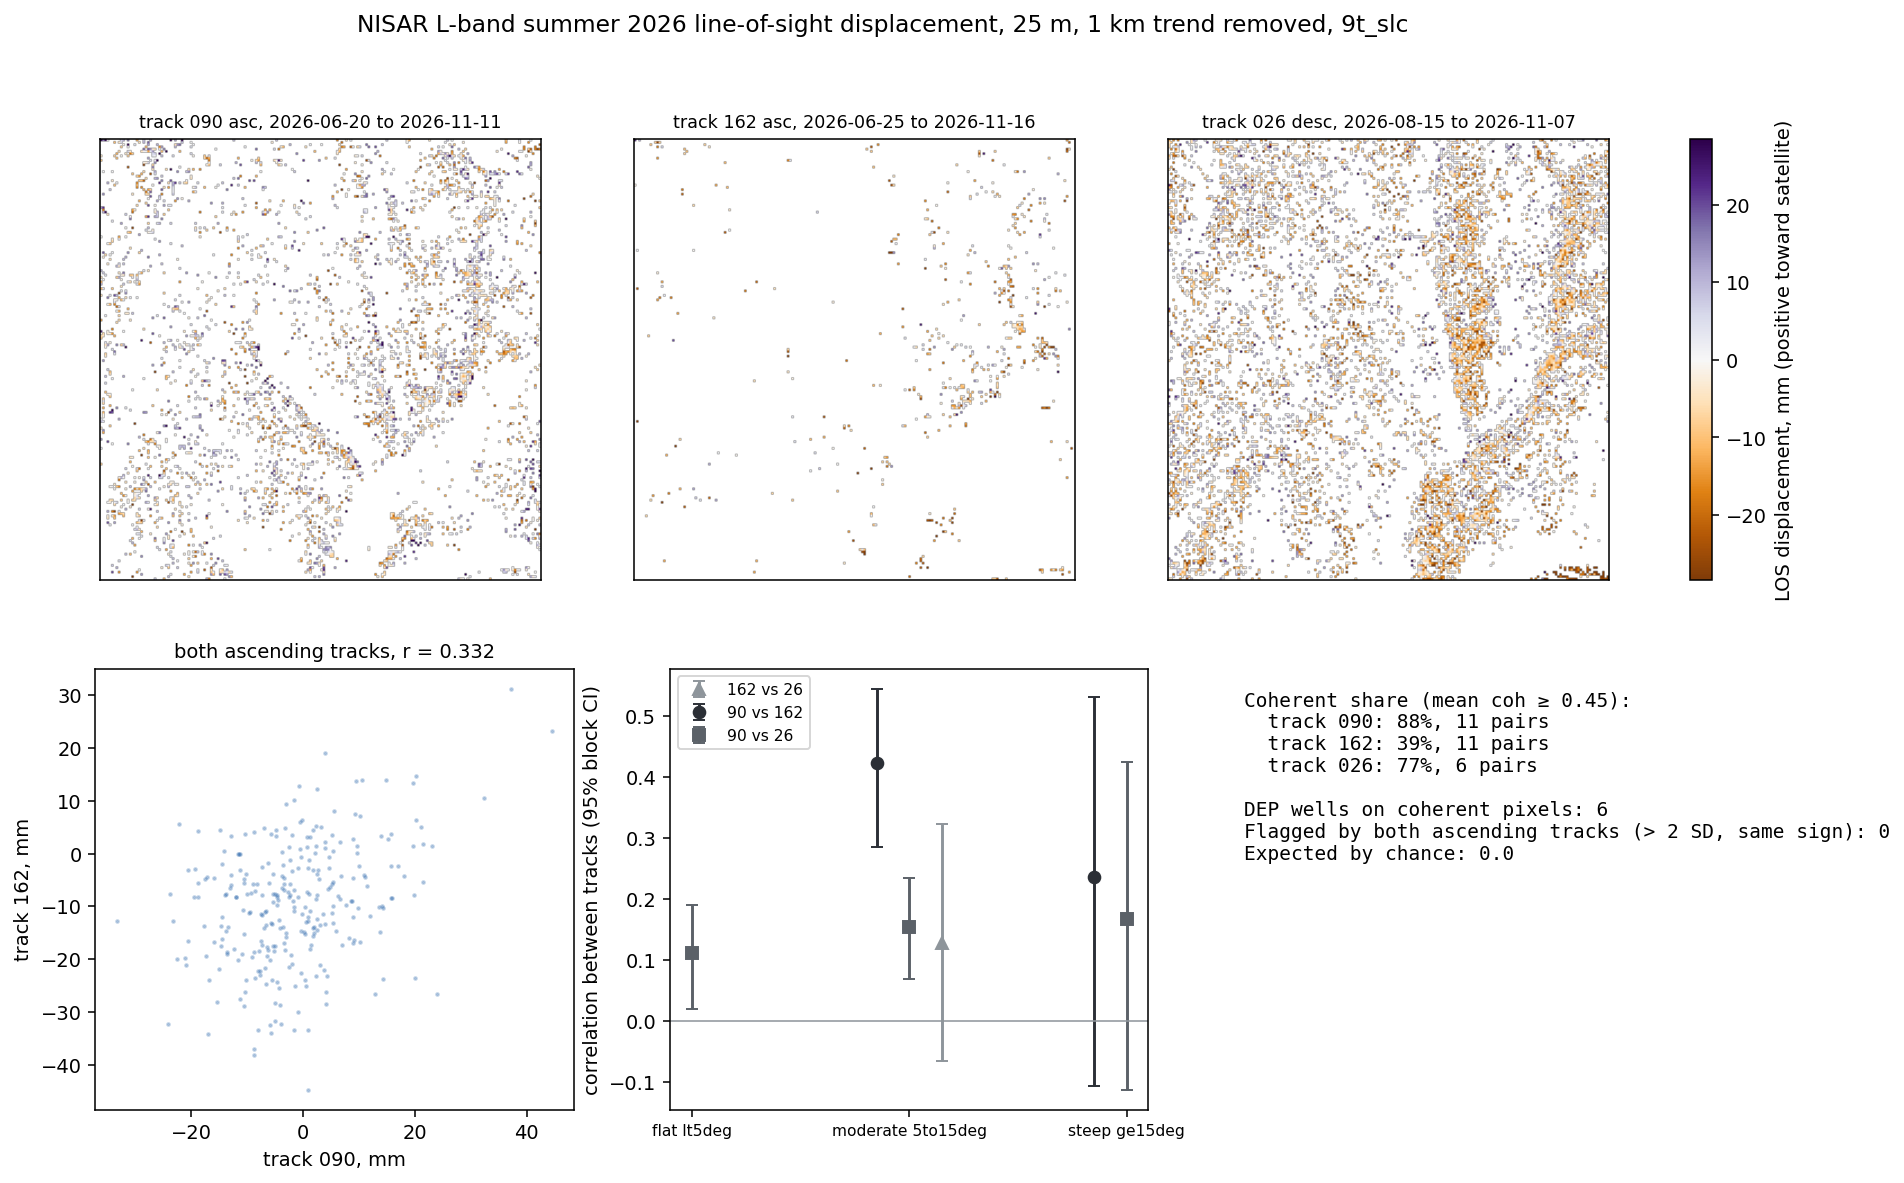 NISAR L-band summer 2026 line-of-sight displacement, 25 m, 1 km trend removed, 9t_slc
track 090 asc, 2026-06-20 to 2026-11-11
track 162 asc, 2026-06-25 to 2026-11-16
track 026 desc, 2026-08-15 to 2026-11-07
20
10
0
−10
−20
LOS displacement, mm (positive toward satellite)
both ascending tracks, r = 0.332
30
20
10
0
−10
−20
−30
−40
track 162, mm
−20
0
20
40
track 090, mm
162 vs 26
90 vs 162
90 vs 26
0.5
0.4
0.3
0.2
0.1
0.0
−0.1
correlation between tracks (95% block CI)
flat lt5deg
moderate 5to15deg
steep ge15deg
Coherent share (mean coh ≥ 0.45):
track 090: 88%, 11 pairs
track 162: 39%, 11 pairs
track 026: 77%, 6 pairs
DEP wells on coherent pixels: 6
Flagged by both ascending tracks (> 2 SD, same sign): 0
Expected by chance: 0.0